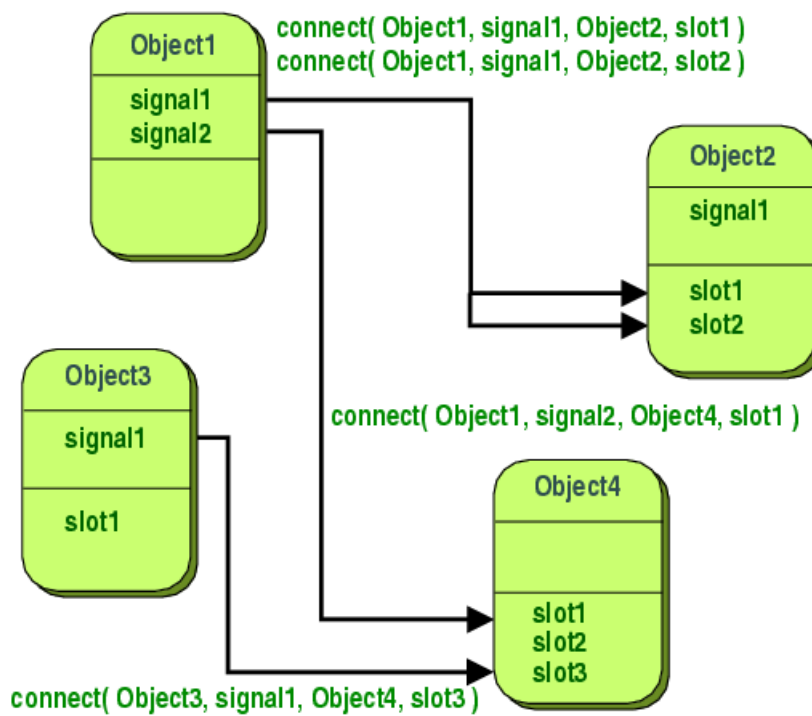 Object1
signal1
signal2
connect( Object1, signal1, Object2, slot1 )
connect( Object1, signal1, Object2, slot2 )
Object2
signal1
slot1
slot2
Object3
signal1
slot1
connect( Object1, signal2, Object4, slot1 )
Object4
slot1
slot2
slot3
connect( Object3, signal1, Object4, slot3 )